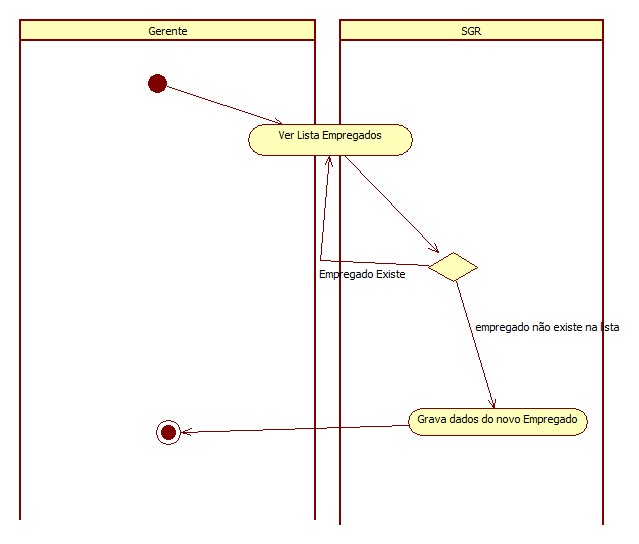 Gerente
SGR
Ver Lista Empregados
Empregado Existe
empregado não existe na lista
Grava dados do novo Empregado